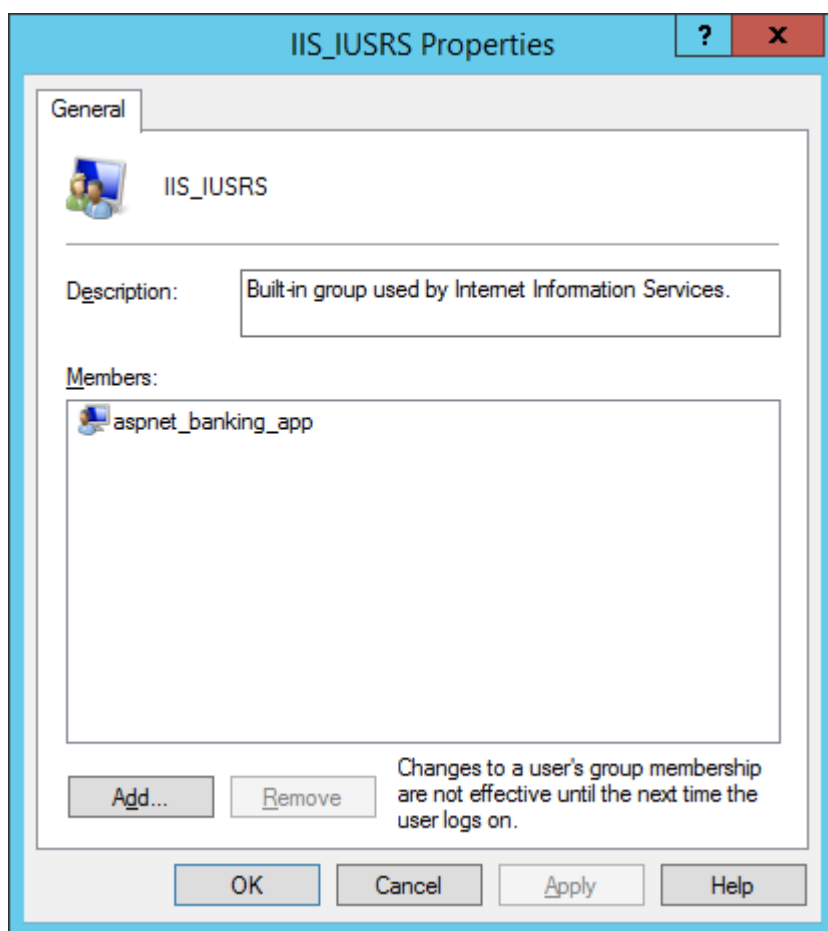 IIS_IUSRS Properties
?
x
General
IIS_IUSRS
Description:
Built-in group used by Internet Information Services.
Members:
aspnet_banking_app
Add...
Remove
Changes to a user's group membership
are not effective until the next time the
user logs on.
OK
Cancel
Apply
Help